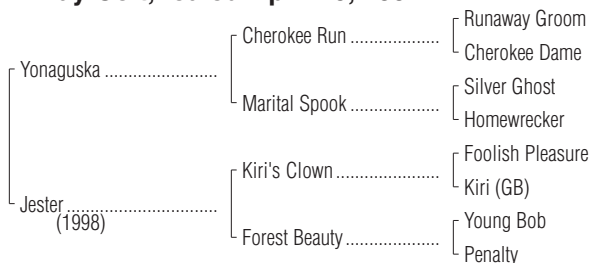 Runaway Groom
Cherokee Run ....................
Cherokee Dame
Yonaguska .........................
Silver Ghost
Marital Spook ....................
Homewrecker
Foolish Pleasure
Kiri's Clown .......................
Kiri (GB)
Jester .................................
(1998)
Young Bob
Forest Beauty .....................
Penalty